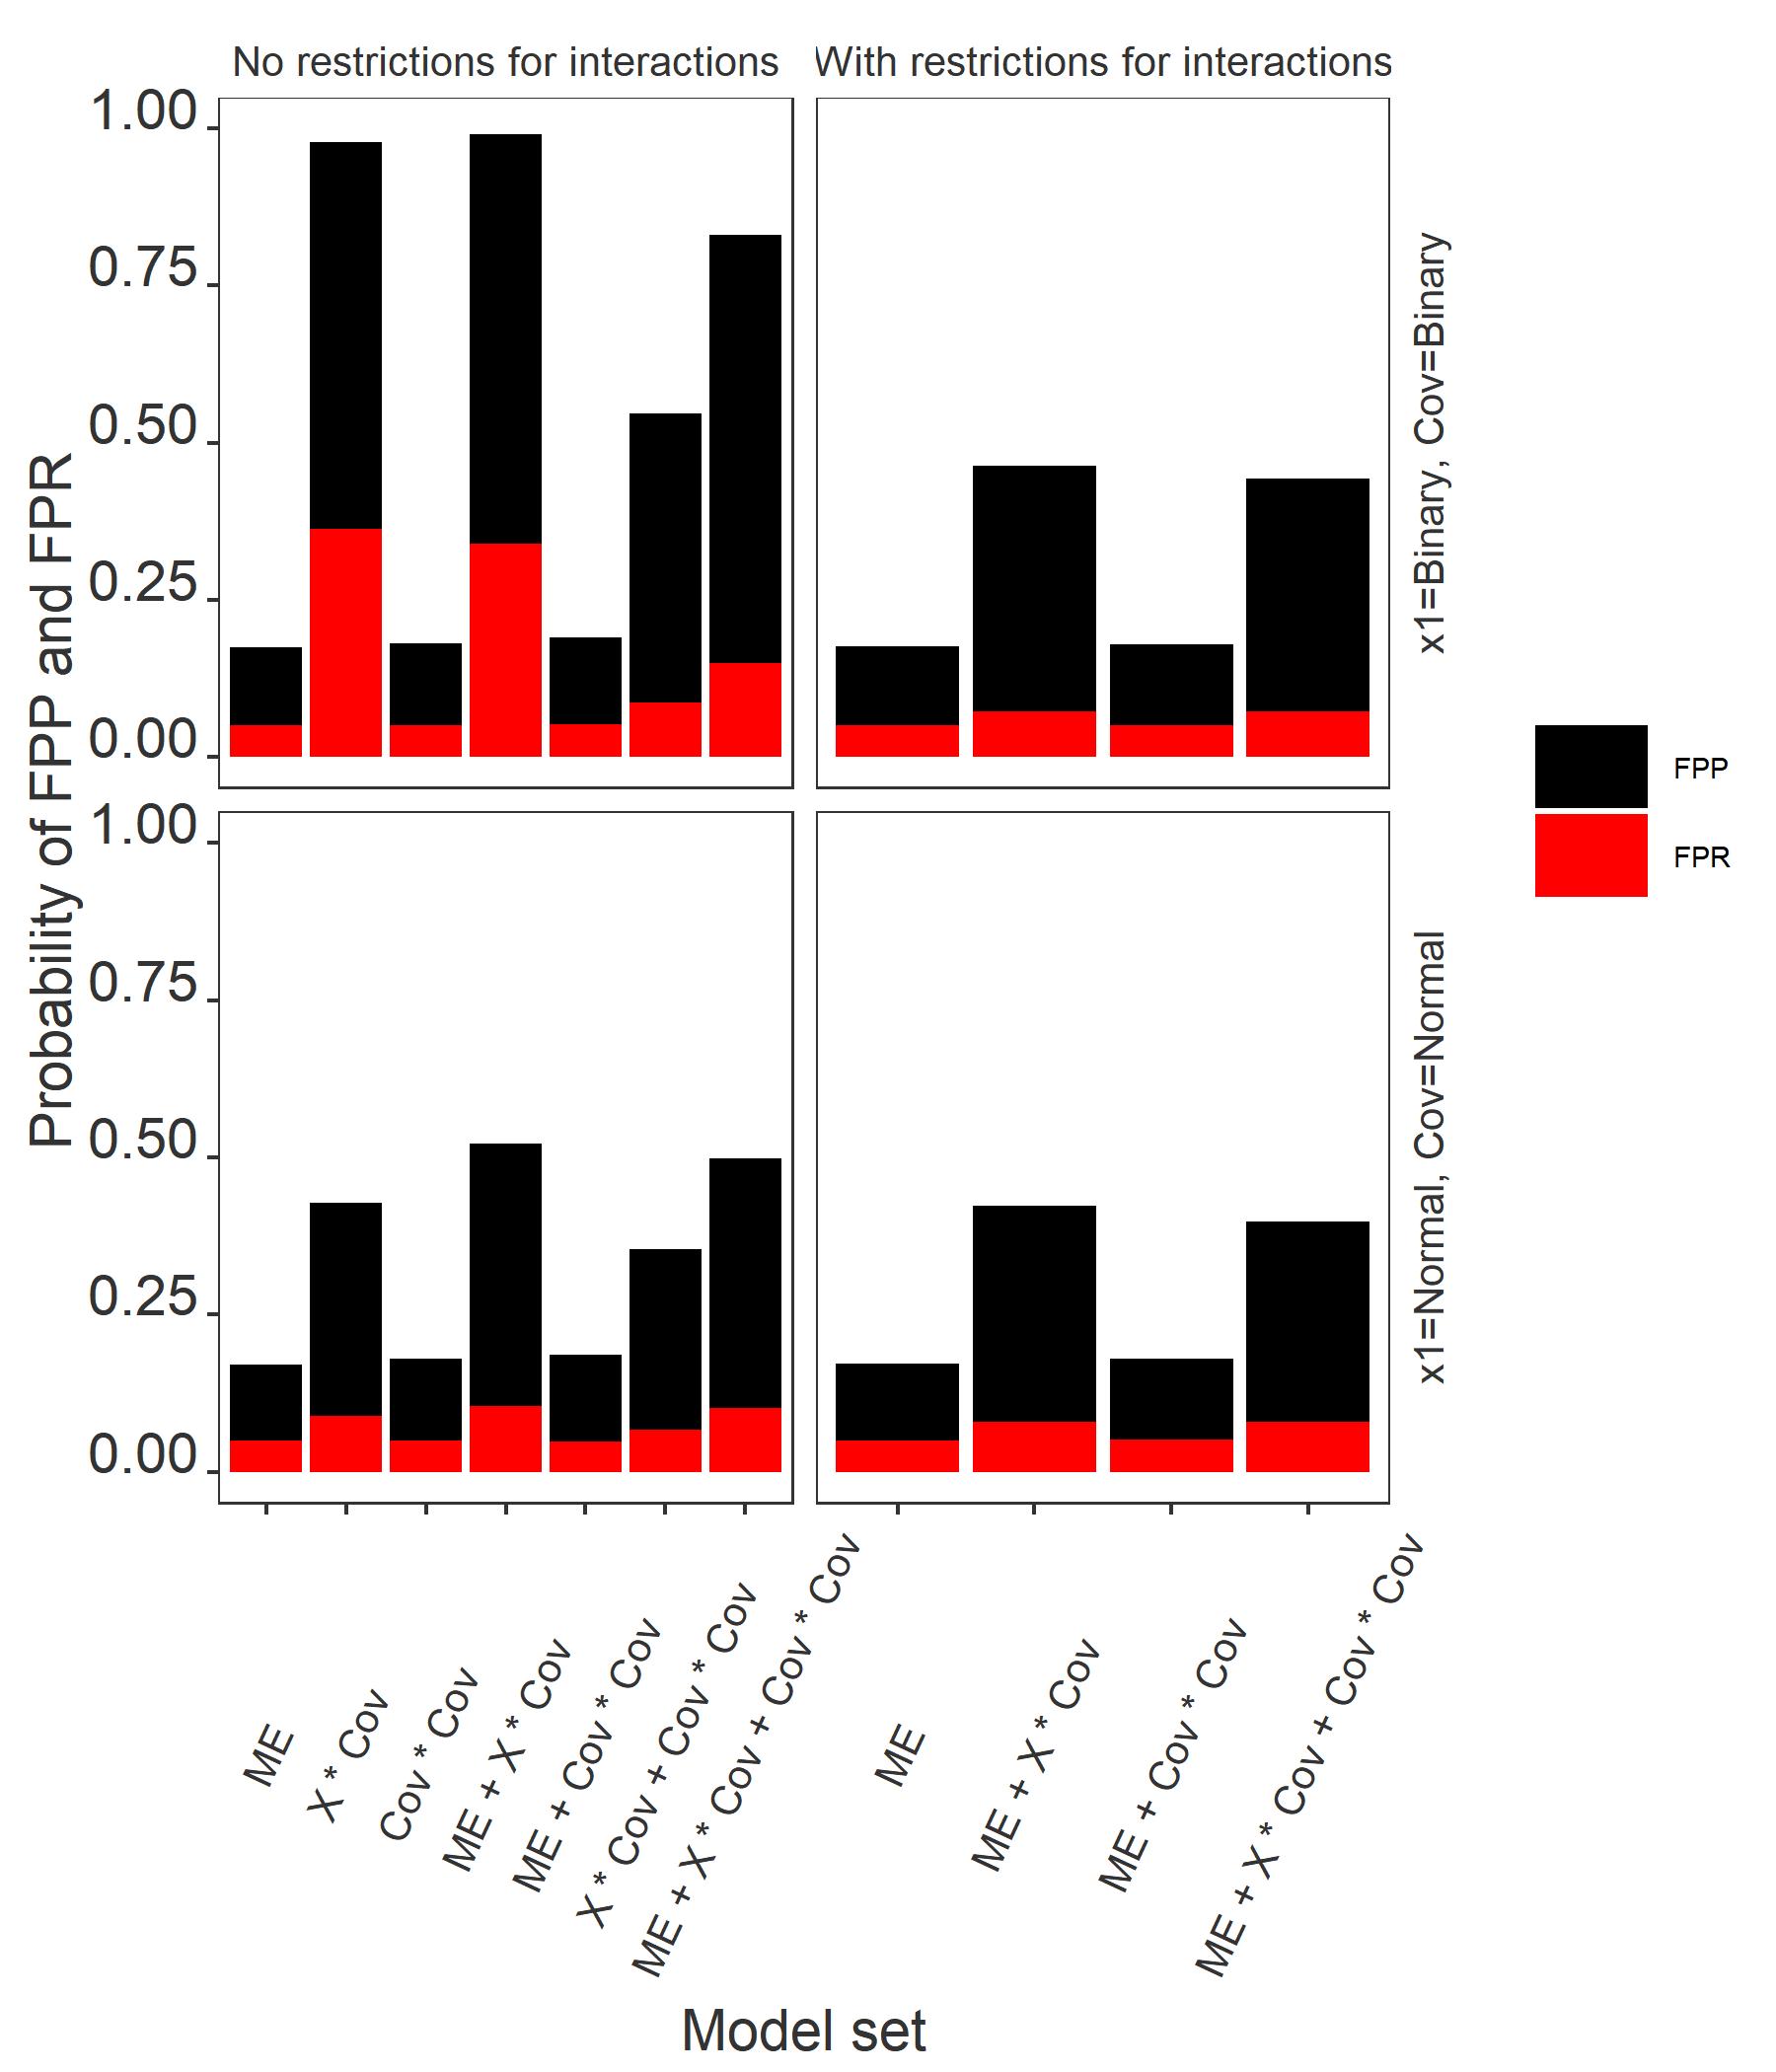 No restrictions for interactions
With restrictions for interactions
Probability of FPP and FPR
1.00
0.75
0.50
0.25
0.00
x1=Binary, Cov=Binary
1.00
0.75
0.50
0.25
0.00
x1=Normal, Cov=Normal
FPP
FPR
ME
X * Cov
Cov * Cov
ME + X * Cov
ME + Cov * Cov
X * Cov + Cov * Cov
ME + X * Cov + Cov * Cov
ME
ME + X * Cov
ME + Cov * Cov
ME + X * Cov + Cov * Cov
Model set